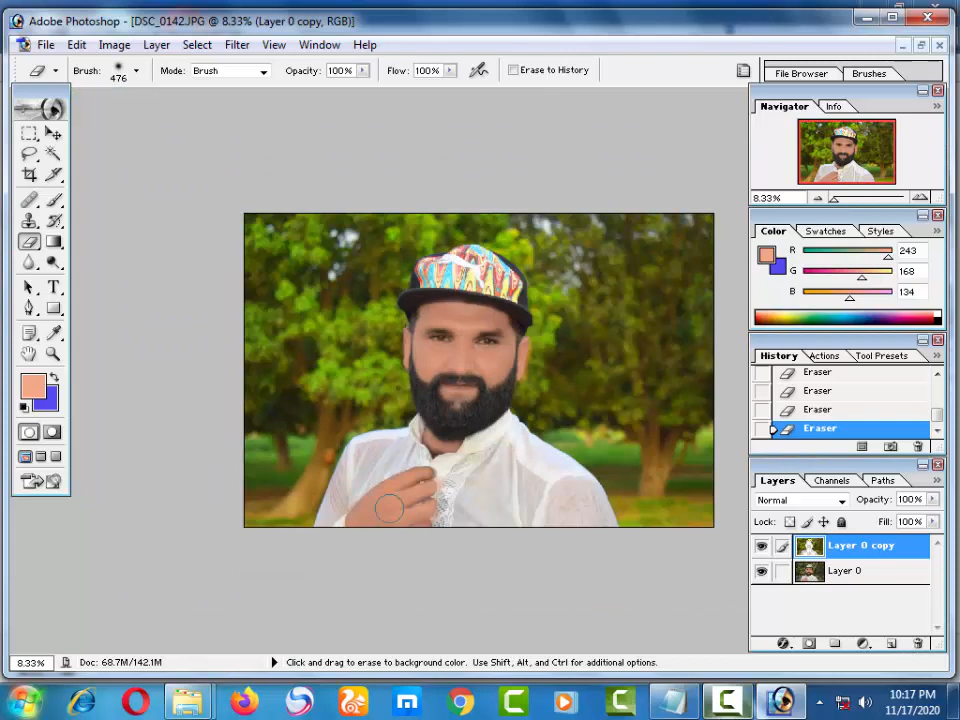 Adobe Photoshop - [DSC_0142.JPG @ 8.33% (Layer 0 copy, RGB)]
File Edit Image Layer Select Filter View Window Help
Brush: 476 Mode: Brush Opacity: 100% Flow: 100% Erase to History File Browser Brushes
Navigator Info
8.33%
Color Swatches Styles
R 243
G 168
B 134
History Actions Tool Presets
Eraser
Eraser
Eraser
Eraser
Layers Channels Paths
Normal Opacity: 100%
Lock: Fill: 100%
Layer 0 copy
Layer 0
8.33% Doc: 68.7M/142.1M Click and drag to erase to background color. Use Shift, Alt, and Ctrl for additional options.
10:17 PM
11/17/2020